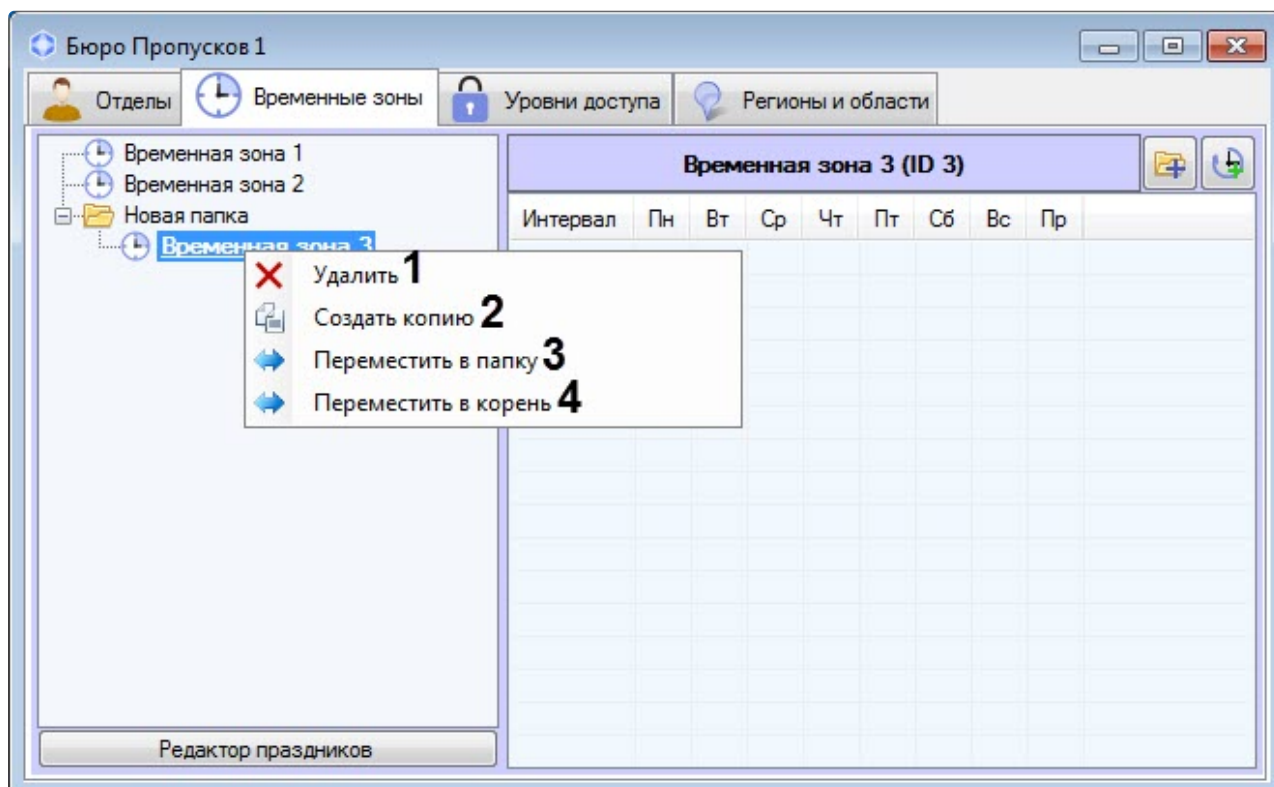 Бюро Пропусков 1
Отделы Временные зоны Уровни доступа Регионы и области
Временная зона 1
Временная зона 2
Новая папка
Временная зона 3
Временная зона 3 (ID 3)
Интервал Пн Вт Ср Чт Пт Сб Вс Пр
Удалить 1
Создать копию 2
Переместить в папку 3
Переместить в корень 4
Редактор праздников